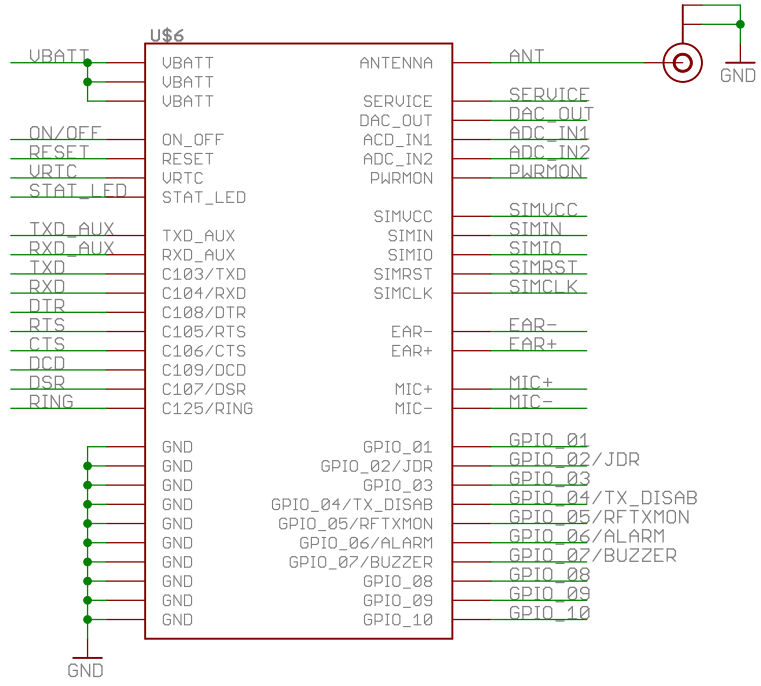 U$6
VBATT VBATT ANTENNA ANT
VBATT
VBATT SERVICE SERVICE
GND
DAC_OUT DAC_OUT
ON/OFF ON_OFF ACD_IN1 ADC_IN1
RESET RESET ADC_IN2 ADC_IN2
VRTC VRTC PWRMON PWRMON
STAT_LED STAT_LED
SIMVCC SIMVCC
TXD_AUX TXD_AUX SIMIN SIMIN
RXD_AUX RXD_AUX SIMIO SIMIO
TXD C103/TXD SIMRST SIMRST
RXD C104/RXD SIMCLK SIMCLK
DTR C108/DTR
RTS C105/RTS EAR- EAR-
CTS C106/CTS EAR+ EAR+
DCD C109/DCD
DSR C107/DSR MIC+ MIC+
RING C125/RING MIC- MIC-
GND GPIO_01 GPIO_01
GND GPIO_02/JDR GPIO_02/JDR
GND GPIO_03 GPIO_03
GND GPIO_04/TX_DISAB GPIO_04/TX_DISAB
GND GPIO_05/RFTXMON GPIO_05/RFTXMON
GND GPIO_06/ALARM GPIO_06/ALARM
GND GPIO_07/BUZZER GPIO_07/BUZZER
GND GPIO_08 GPIO_08
GND GPIO_09 GPIO_09
GND GPIO_10 GPIO_10
GND